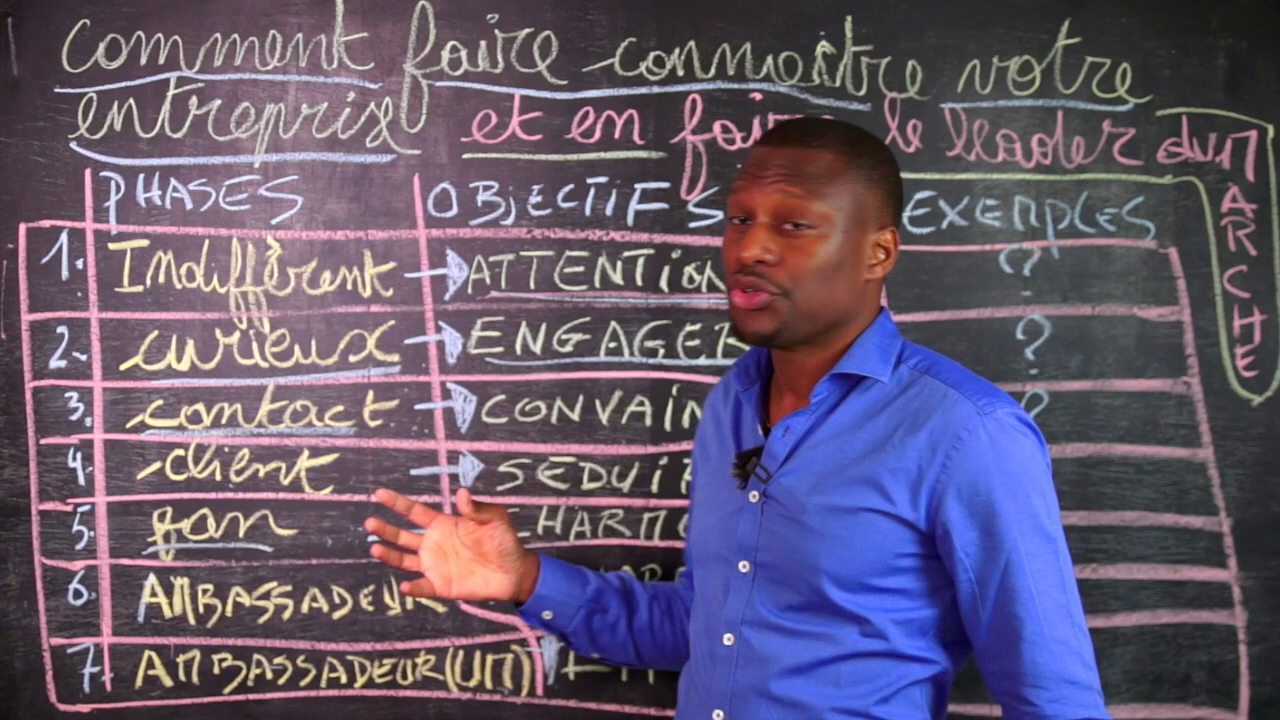 comment faire connaître votre
entreprise et en faire le leader du MARCHE
PHASES OBJECTIFS EXEMPLES
1. Indifférent → ATTENTION ?
2. curieux → ENGAGER ?
3. contact → CONVAIN ?
4. client → SEDUIR
5. fan CHARM
6. AMBASSADEUR
7. AMBASSADEUR(UM)